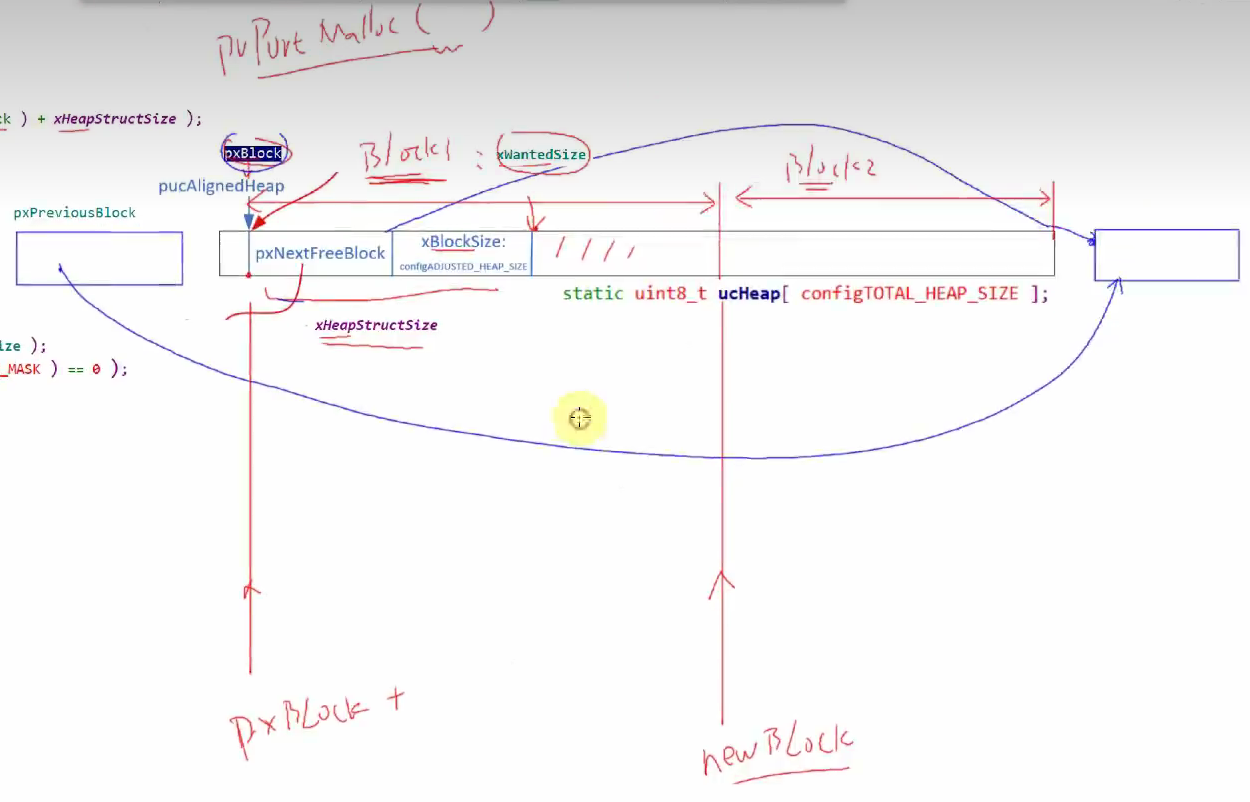 pvPortMalloc( )
ck ) + xHeapStructSize );
pxBlock
Block1 : xWantedSize
Block2
pucAlignedHeap
pxPreviousBlock
pxNextFreeBlock
xBlockSize:
configADJUSTED_HEAP_SIZE
static uint8_t ucHeap[ configTOTAL_HEAP_SIZE ];
xHeapStructSize
ize );
_MASK ) == 0 );
pxBLock +
newBLock